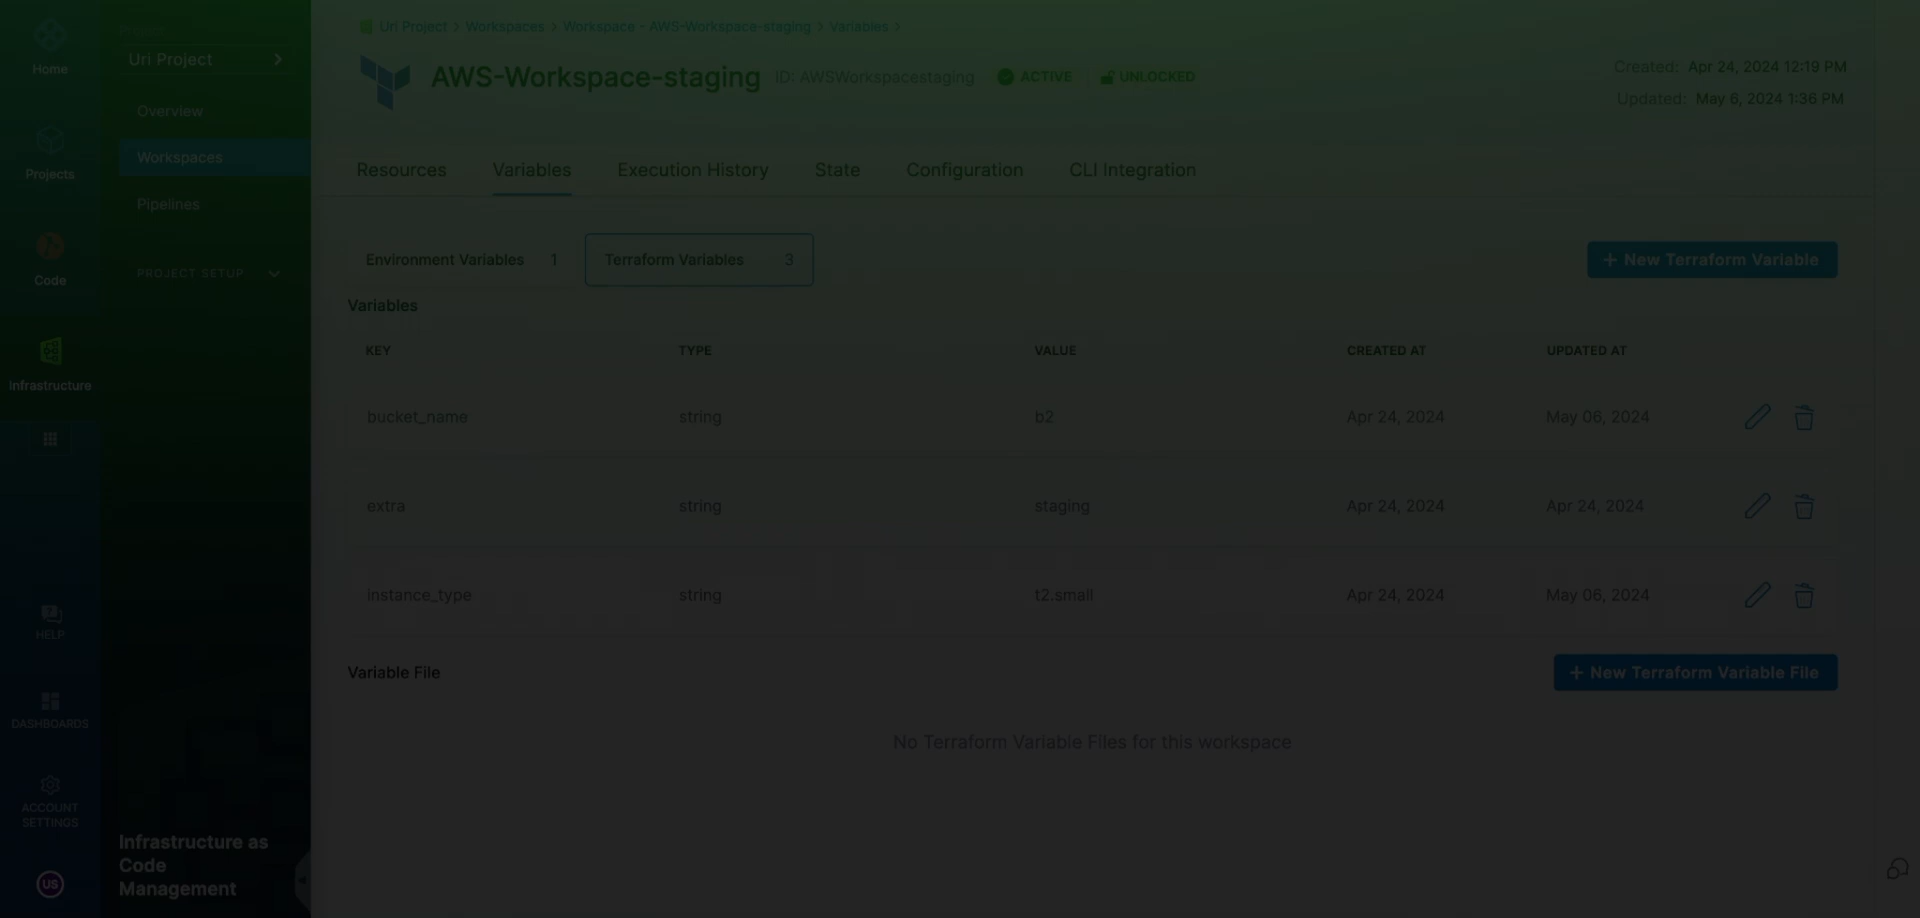 Home
Projects
Code
Infrastructure
HELP
DASHBOARDS
ACCOUNT
SETTINGS
US
Project
Uri Project
Overview
Workspaces
Pipelines
PROJECT SETUP
Infrastructure as
Code
Management
Uri Project > Workspaces > Workspace - AWS-Workspace-staging > Variables >
AWS-Workspace-staging ID: AWSWorkspacestaging ACTIVE UNLOCKED
Created: Apr 24, 2024 12:19 PM
Updated: May 6, 2024 1:36 PM
Resources Variables Execution History State Configuration CLI Integration
Environment Variables 1 Terraform Variables 3 + New Terraform Variable
Variables
KEY TYPE VALUE CREATED AT UPDATED AT
bucket_name string b2 Apr 24, 2024 May 06, 2024
extra string staging Apr 24, 2024 Apr 24, 2024
instance_type string t2.small Apr 24, 2024 May 06, 2024
Variable File + New Terraform Variable File
No Terraform Variable Files for this workspace